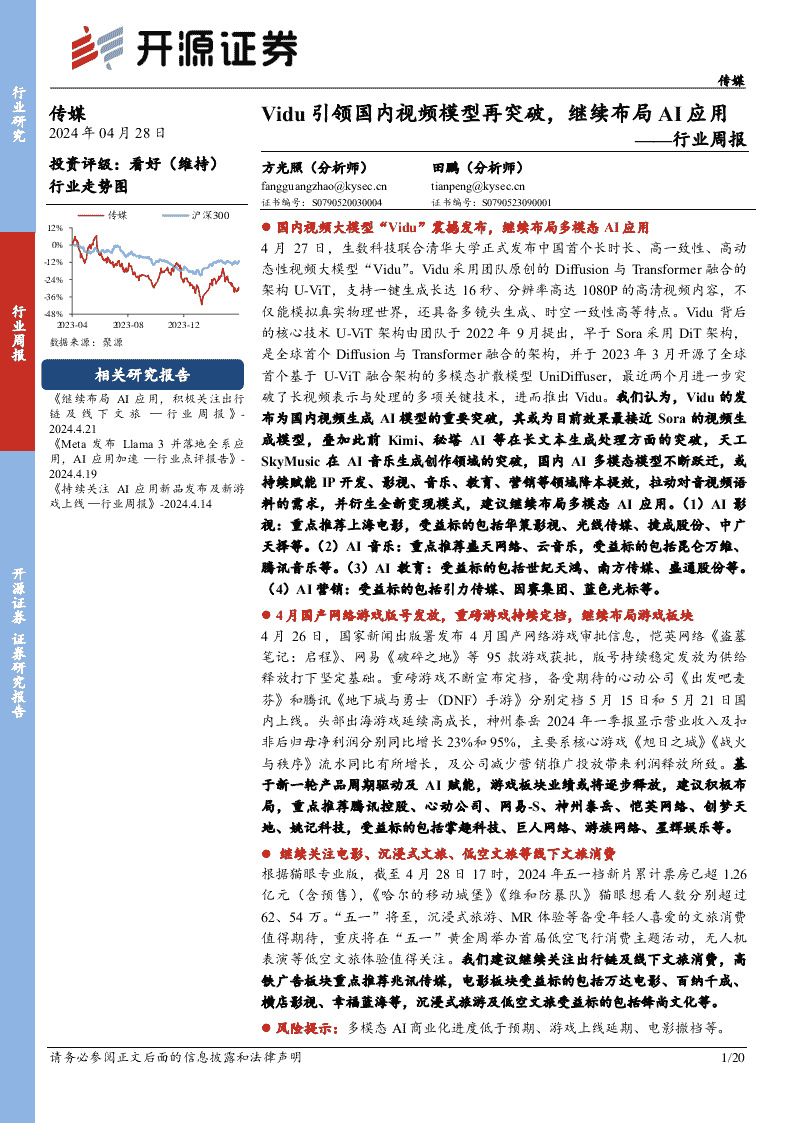 开源证券
传媒
行业研究
行业周报
开源证券 证券研究报告
传媒
2024 年 04 月 28 日
投资评级：看好（维持）
行业走势图
传媒 沪深300
12%
0%
-12%
-24%
-36%
-48%
2023-04 2023-08 2023-12
数据来源：聚源
相关研究报告
《继续布局 AI 应用，积极关注出行
链及线下文旅 —行业周报》-
2024.4.21
《Meta 发布 Llama 3 并落地全系应
用，AI 应用加速 —行业点评报告》-
2024.4.19
《持续关注 AI 应用新品发布及新游
戏上线 —行业周报》-2024.4.14
Vidu 引领国内视频模型再突破，继续布局 AI 应用
——行业周报
方光照（分析师） 田鹏（分析师）
fangguangzhao@kysec.cn tianpeng@kysec.cn
证书编号：S0790520030004 证书编号：S0790523090001
● 国内视频大模型“Vidu”震撼发布，继续布局多模态 AI 应用
4 月 27 日，生数科技联合清华大学正式发布中国首个长时长、高一致性、高动
态性视频大模型“Vidu”。Vidu 采用团队原创的 Diffusion 与 Transformer 融合的
架构 U-ViT，支持一键生成长达 16 秒、分辨率高达 1080P 的高清视频内容，不
仅能模拟真实物理世界，还具备多镜头生成、时空一致性高等特点。Vidu 背后
的核心技术 U-ViT 架构由团队于 2022 年 9 月提出，早于 Sora 采用 DiT 架构，
是全球首个 Diffusion 与 Transformer 融合的架构，并于 2023 年 3 月开源了全球
首个基于 U-ViT 融合架构的多模态扩散模型 UniDiffuser，最近两个月进一步突
破了长视频表示与处理的多项关键技术，进而推出 Vidu。我们认为，Vidu 的发
布为国内视频生成 AI 模型的重要突破，其或为目前效果最接近 Sora 的视频生
成模型，叠加此前 Kimi、秘塔 AI 等在长文本生成处理方面的突破，天工
SkyMusic 在 AI 音乐生成创作领域的突破，国内 AI 多模态模型不断跃迁，或
持续赋能 IP 开发、影视、音乐、教育、营销等领域降本提效，拉动对音视频语
料的需求，并衍生全新变现模式，建议继续布局多模态 AI 应用。（1）AI 影
视：重点推荐上海电影，受益标的包括华策影视、光线传媒、捷成股份、中广
天择等。（2）AI 音乐：重点推荐盛天网络、云音乐，受益标的包括昆仑万维、
腾讯音乐等。（3）AI 教育：受益标的包括世纪天鸿、南方传媒、盛通股份等。
（4）AI 营销：受益标的包括引力传媒、因赛集团、蓝色光标等。
● 4 月国产网络游戏版号发放，重磅游戏持续定档，继续布局游戏板块
4 月 26 日，国家新闻出版署发布 4 月国产网络游戏审批信息，恺英网络《盗墓
笔记：启程》、网易《破碎之地》等 95 款游戏获批，版号持续稳定发放为供给
释放打下坚定基础。重磅游戏不断宣布定档，备受期待的心动公司《出发吧麦
芬》和腾讯《地下城与勇士（DNF）手游》分别定档 5 月 15 日和 5 月 21 日国
内上线。头部出海游戏延续高成长，神州泰岳 2024 年一季报显示营业收入及扣
非后归母净利润分别同比增长 23%和 95%，主要系核心游戏《旭日之城》《战火
与秩序》流水同比有所增长，及公司减少营销推广投放带来利润释放所致。基
于新一轮产品周期驱动及 AI 赋能，游戏板块业绩或将逐步释放，建议积极布
局，重点推荐腾讯控股、心动公司、网易-S、神州泰岳、恺英网络、创梦天
地、姚记科技，受益标的包括掌趣科技、巨人网络、游族网络、星辉娱乐等。
● 继续关注电影、沉浸式文旅、低空文旅等线下文旅消费
根据猫眼专业版，截至 4 月 28 日 17 时，2024 年五一档新片累计票房已超 1.26
亿元（含预售），《哈尔的移动城堡》《维和防暴队》猫眼想看人数分别超过
62、54 万。“五一”将至，沉浸式旅游、MR 体验等备受年轻人喜爱的文旅消费
值得期待，重庆将在“五一”黄金周举办首届低空飞行消费主题活动，无人机
表演等低空文旅体验值得关注。我们建议继续关注出行链及线下文旅消费，高
铁广告板块重点推荐兆讯传媒，电影板块受益标的包括万达电影、百纳千成、
横店影视、幸福蓝海等，沉浸式旅游及低空文旅受益标的包括锋尚文化等。
● 风险提示：多模态 AI 商业化进度低于预期、游戏上线延期、电影撤档等。
请务必参阅正文后面的信息披露和法律声明 1/20